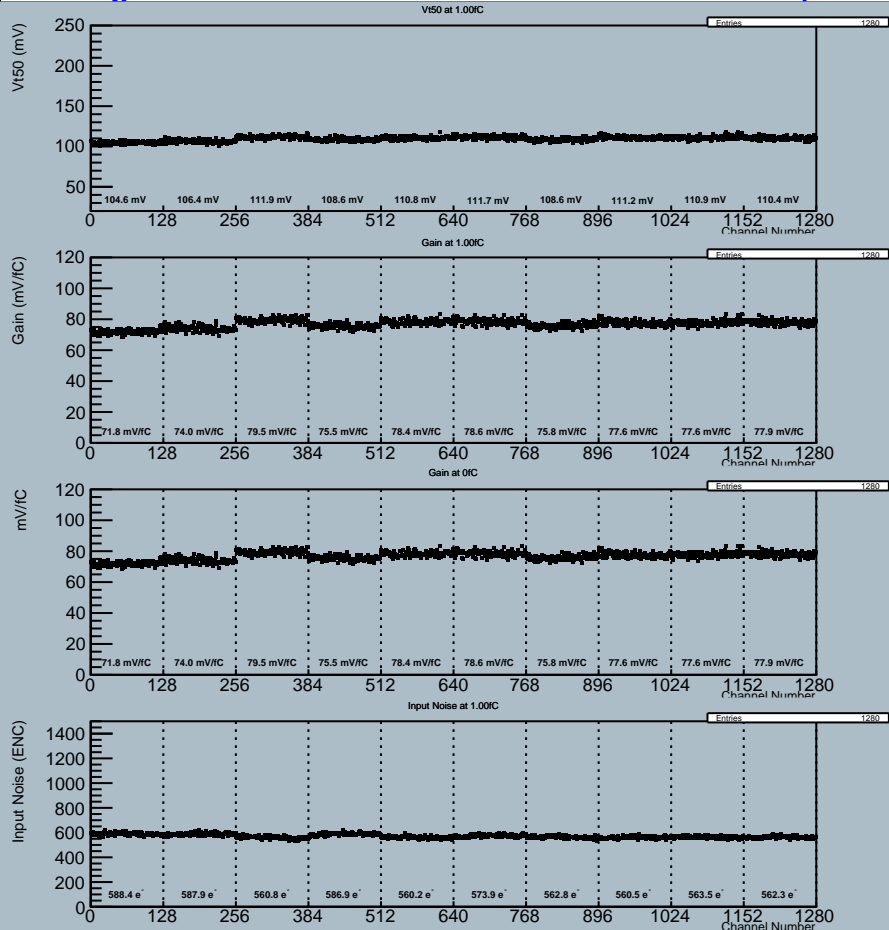 Vt50 at 1.00fC
Entries 1280
Vt50 (mV)
250
200
150
100
50
104.6 mV 106.4 mV 111.9 mV 108.6 mV 110.8 mV 111.7 mV 108.6 mV 111.2 mV 110.9 mV 110.4 mV
0 128 256 384 512 640 768 896 1024 1152 1280
Channel Number
Gain at 1.00fC
Entries 1280
Gain (mV/fC)
120
100
80
60
40
20
0
71.8 mV/fC 74.0 mV/fC 79.5 mV/fC 75.5 mV/fC 78.4 mV/fC 78.6 mV/fC 75.8 mV/fC 77.6 mV/fC 77.6 mV/fC 77.9 mV/fC
0 128 256 384 512 640 768 896 1024 1152 1280
Channel Number
Gain at 0fC
Entries 1280
mV/fC
120
100
80
60
40
20
0
71.8 mV/fC 74.0 mV/fC 79.5 mV/fC 75.5 mV/fC 78.4 mV/fC 78.6 mV/fC 75.8 mV/fC 77.6 mV/fC 77.6 mV/fC 77.9 mV/fC
0 128 256 384 512 640 768 896 1024 1152 1280
Channel Number
Input Noise at 1.00fC
Entries 1280
Input Noise (ENC)
1400
1200
1000
800
600
400
200
0
588.4 e⁻ 587.9 e⁻ 560.8 e⁻ 586.9 e⁻ 560.2 e⁻ 573.9 e⁻ 562.8 e⁻ 560.5 e⁻ 563.5 e⁻ 562.3 e⁻
0 128 256 384 512 640 768 896 1024 1152 1280
Channel Number